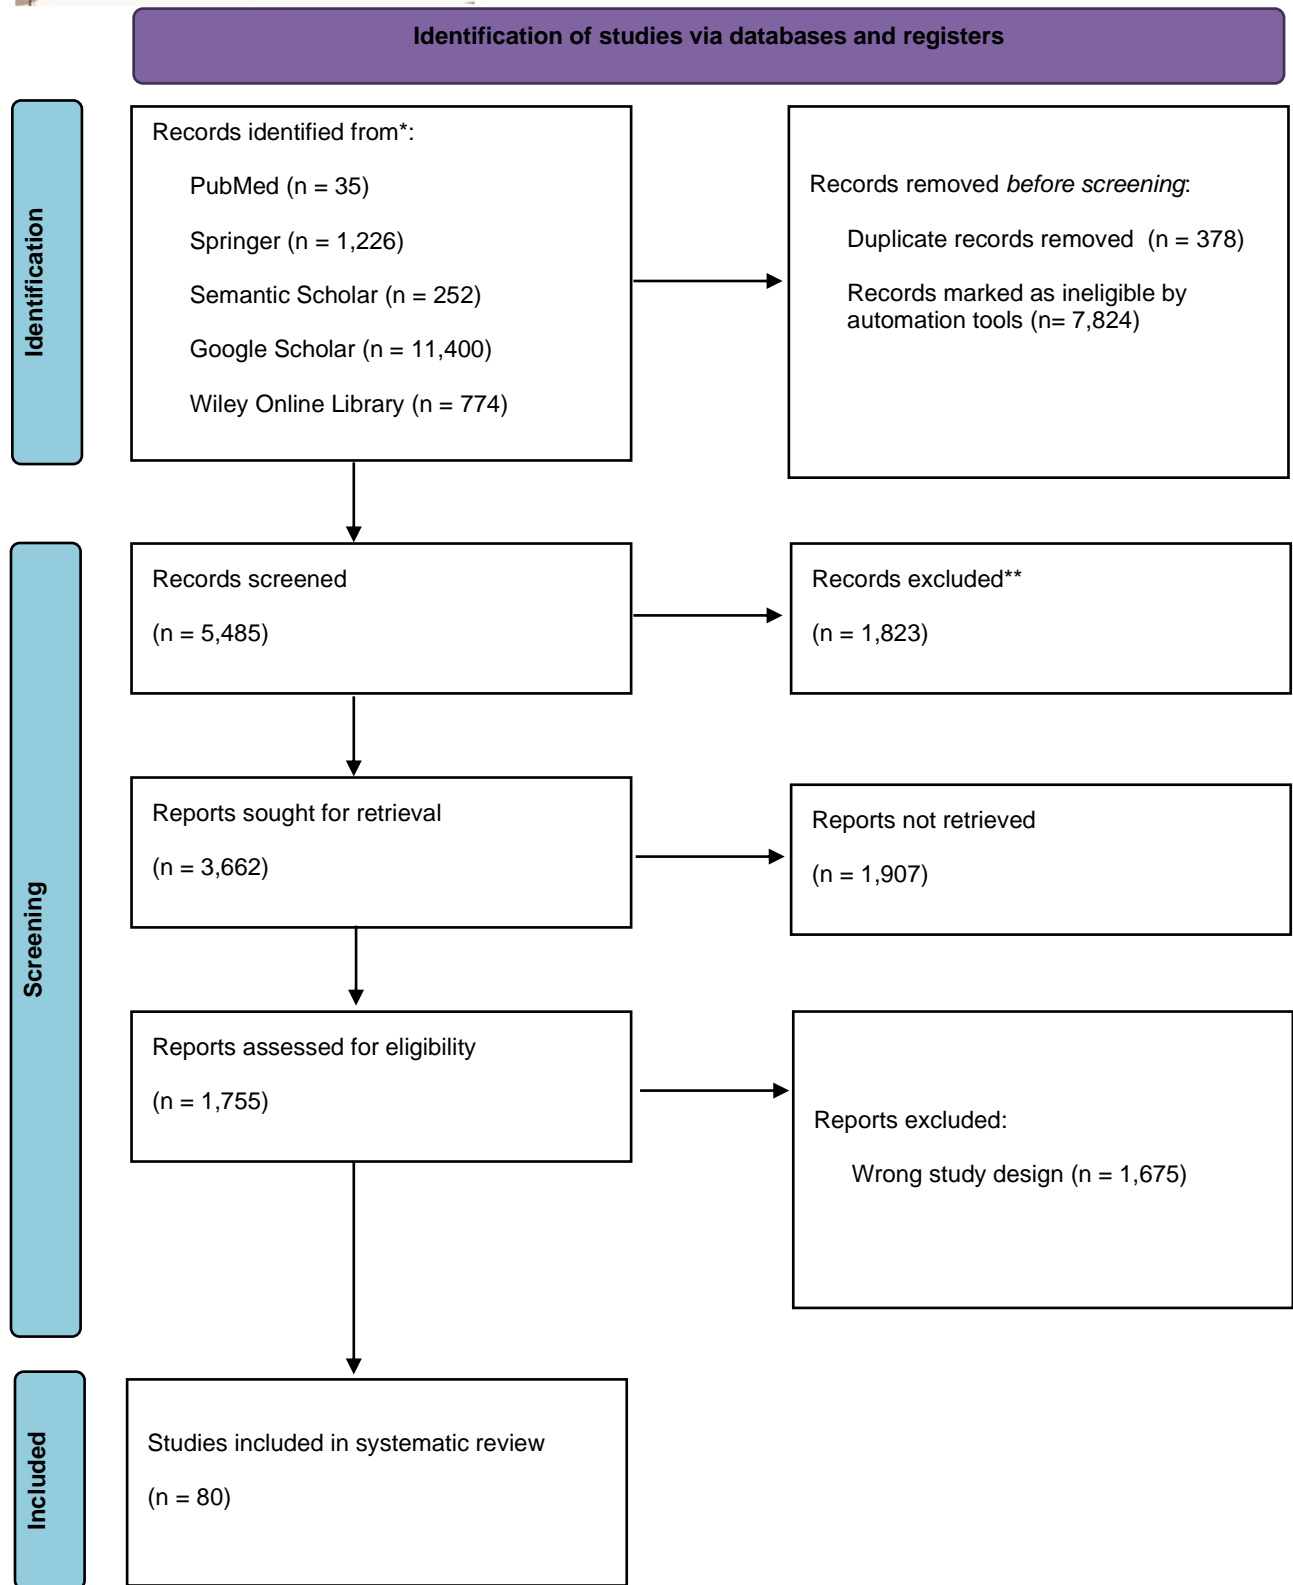 Identification of studies via databases and registers
Identification
Records identified from*:
PubMed (n = 35)
Springer (n = 1,226)
Semantic Scholar (n = 252)
Google Scholar (n = 11,400)
Wiley Online Library (n = 774)
Records removed before screening:
Duplicate records removed  (n = 378)
Records marked as ineligible by
automation tools (n= 7,824)
Screening
Records screened
(n = 5,485)
Records excluded**
(n = 1,823)
Reports sought for retrieval
(n = 3,662)
Reports not retrieved
(n = 1,907)
Reports assessed for eligibility
(n = 1,755)
Reports excluded:
Wrong study design (n = 1,675)
Included
Studies included in systematic review
(n = 80)